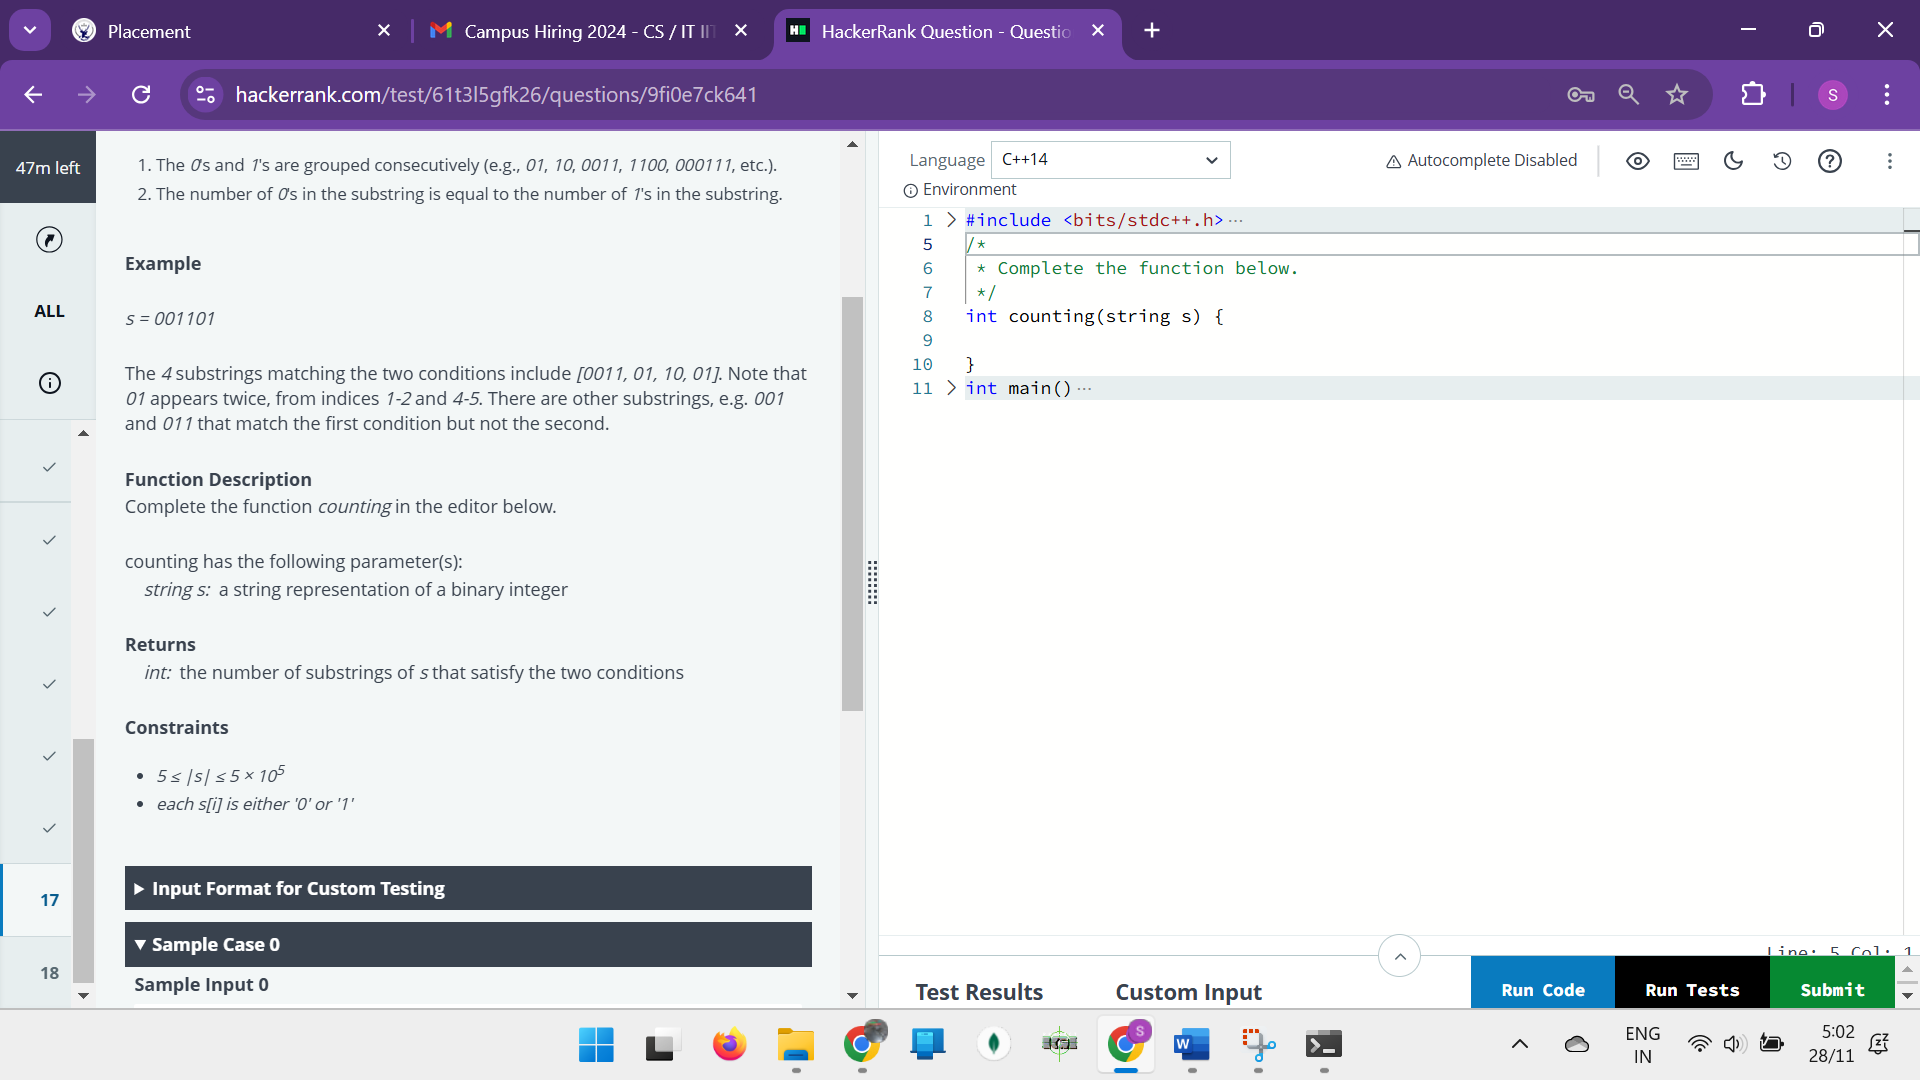 Placement
Campus Hiring 2024 - CS / IT II
HackerRank Question - Questio
hackerrank.com/test/61t3l5gfk26/questions/9fi0e7ck641
S
47m left
ALL
17
18
1. The 0's and 1's are grouped consecutively (e.g., 01, 10, 0011, 1100, 000111, etc.).
2. The number of 0's in the substring is equal to the number of 1's in the substring.
Example
s = 001101
The 4 substrings matching the two conditions include [0011, 01, 10, 01]. Note that
01 appears twice, from indices 1-2 and 4-5. There are other substrings, e.g. 001
and 011 that match the first condition but not the second.
Function Description
Complete the function counting in the editor below.
counting has the following parameter(s):
string s: a string representation of a binary integer
Returns
int: the number of substrings of s that satisfy the two conditions
Constraints
• 5 ≤ |s| ≤ 5 × 10⁵
• each s[i] is either '0' or '1'
Input Format for Custom Testing
Sample Case 0
Sample Input 0
Language C++14
Autocomplete Disabled
Environment
1 #include <bits/stdc++.h> ...
5 /*
6 * Complete the function below.
7 */
8 int counting(string s) {
9
10 }
11 int main() ...
Line: 5 Col: 1
Test Results
Custom Input
Run Code
Run Tests
Submit
S
W
ENG
IN
5:02
28/11